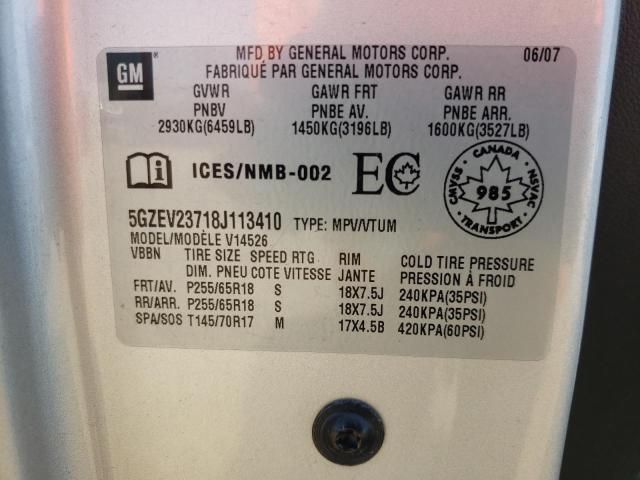 GM
MFD BY GENERAL MOTORS CORP. 06/07
FABRIQUÉ PAR GENERAL MOTORS CORP.
GVWR GAWR FRT GAWR RR
PNBV PNBE AV. PNBE ARR.
2930KG(6459LB) 1450KG(3196LB) 1600KG(3527LB)
ICES/NMB-002 EC
CANADA
CMVSS 985 NSVAC
TRANSPORT
5GZEV23718J113410 TYPE: MPV/VTUM
MODEL/MODÈLE V14526
VBBN TIRE SIZE SPEED RTG RIM COLD TIRE PRESSURE
DIM. PNEU COTE VITESSE JANTE PRESSION À FROID
FRT/AV. P255/65R18 S 18X7.5J 240KPA(35PSI)
RR/ARR. P255/65R18 S 18X7.5J 240KPA(35PSI)
SPA/SOS T145/70R17 M 17X4.5B 420KPA(60PSI)